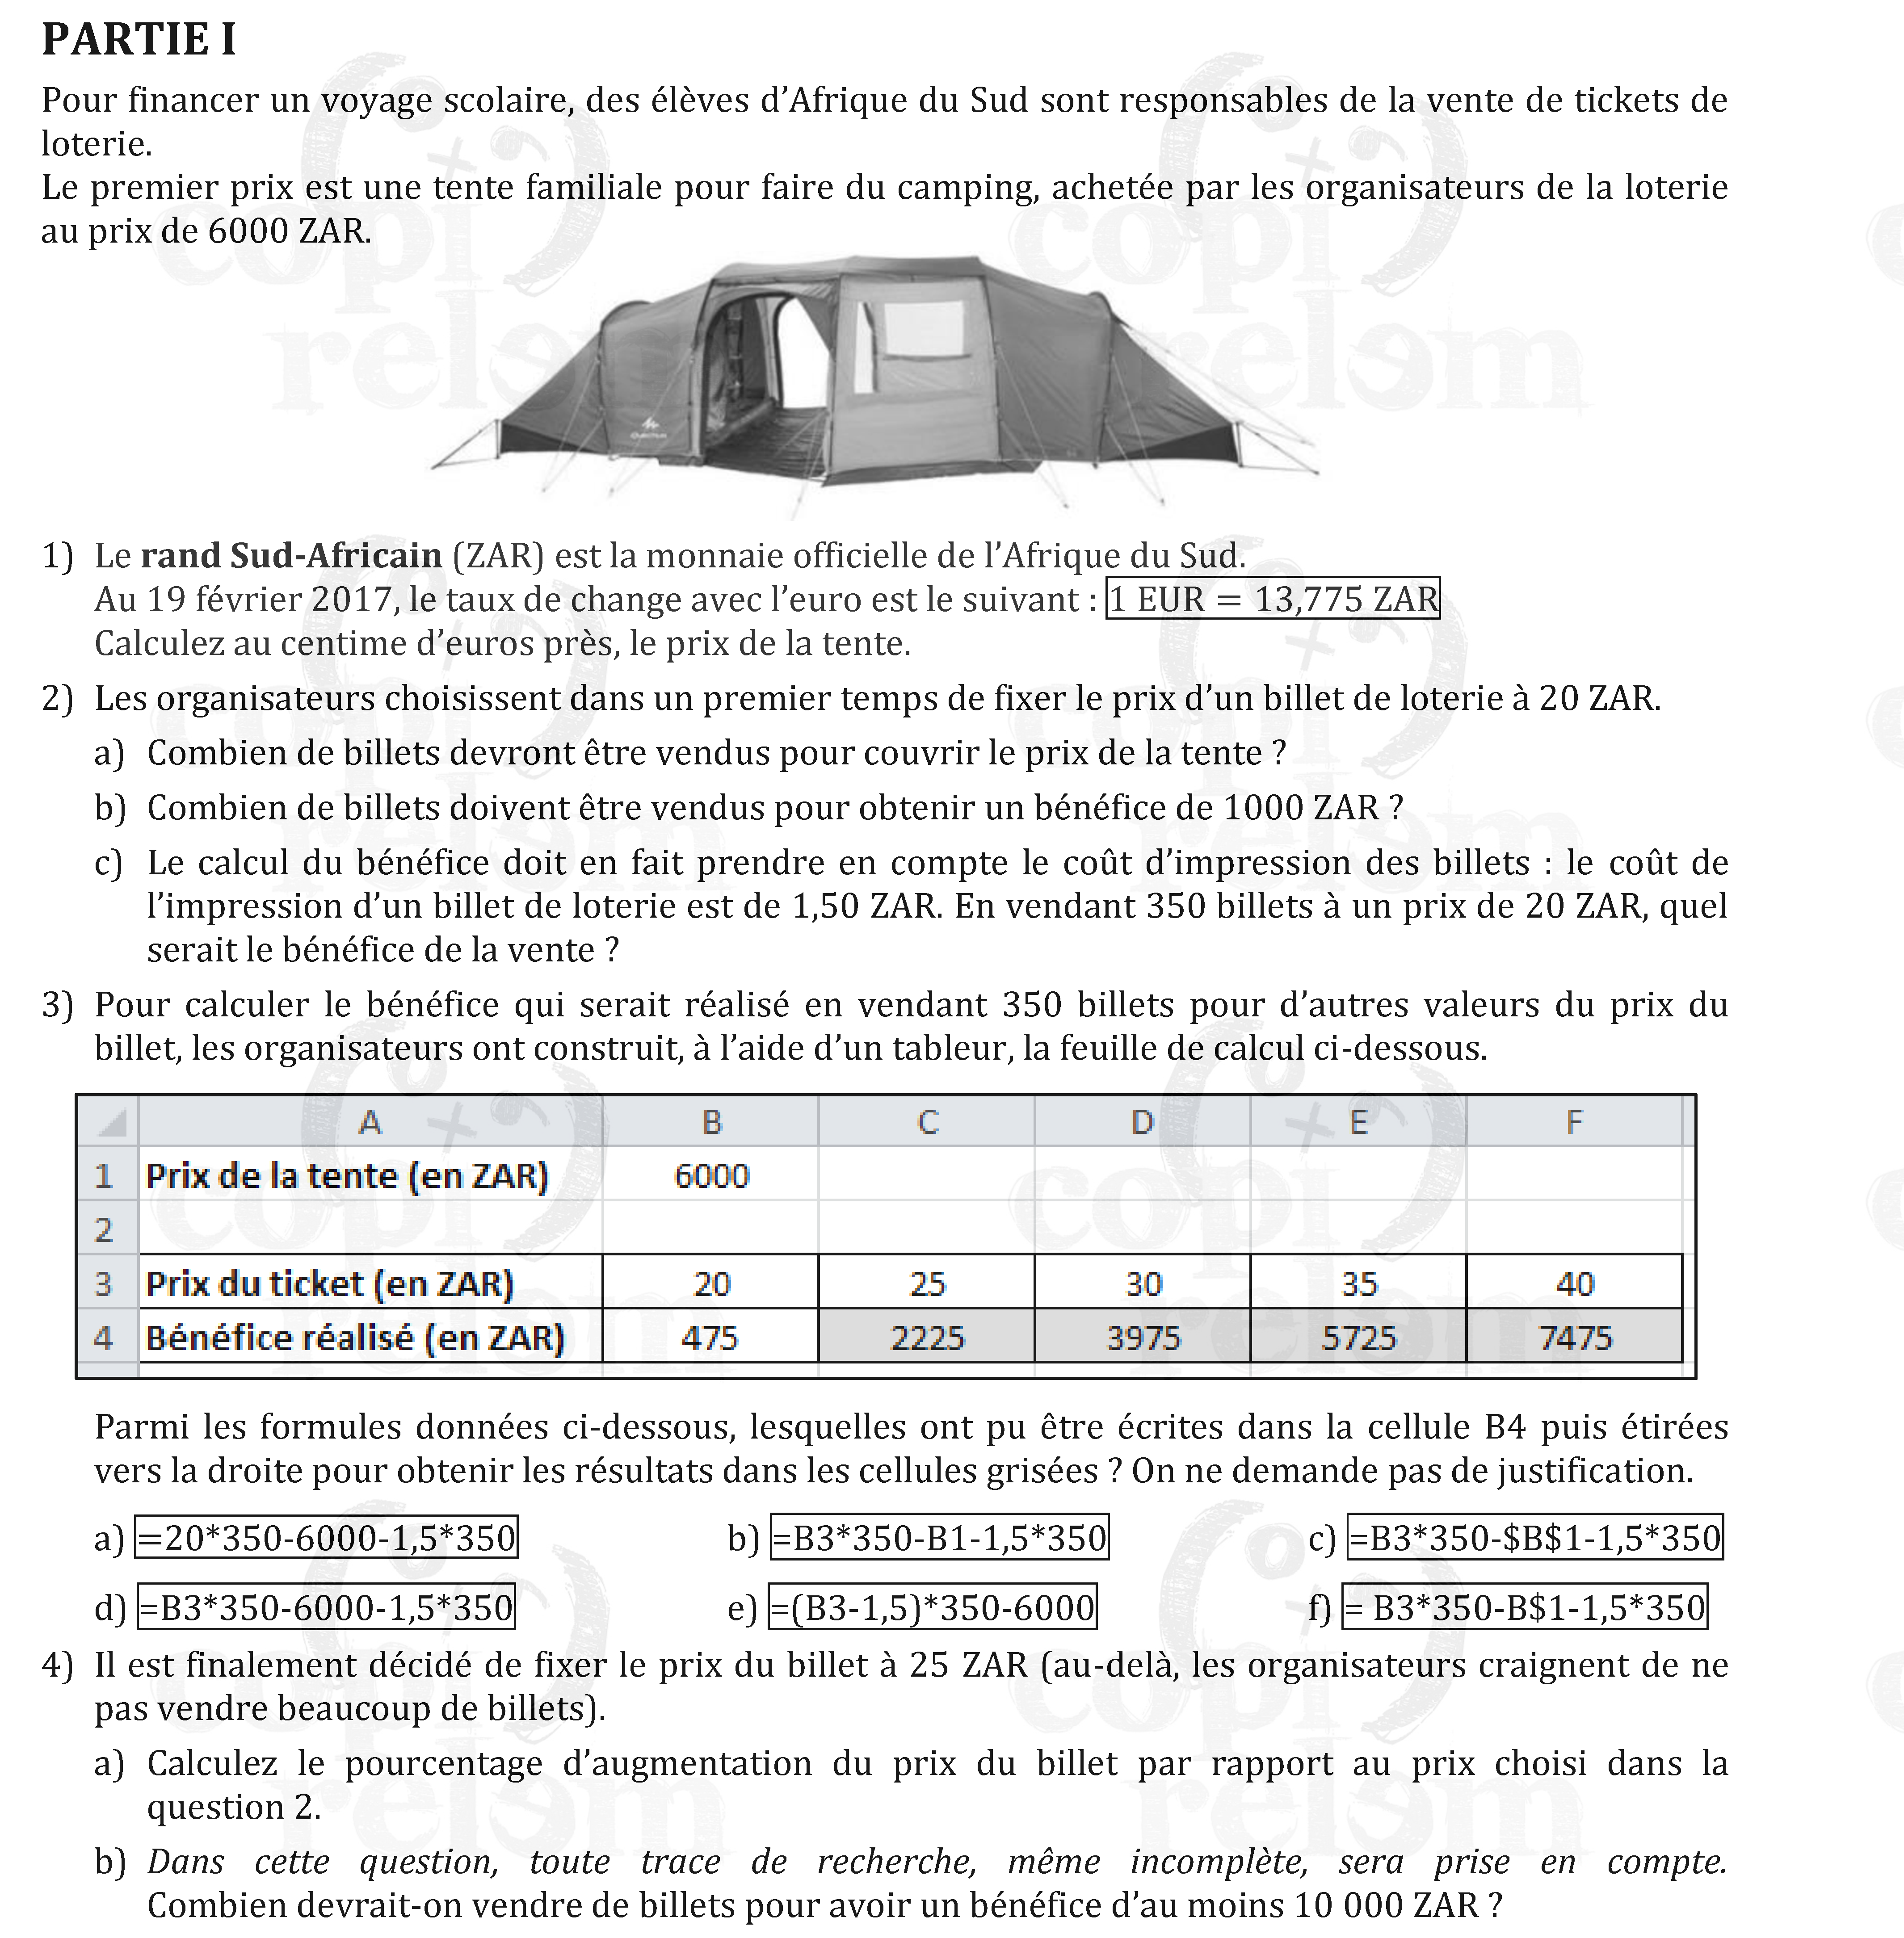 PARTIE I
Pour financer un voyage scolaire, des élèves d'Afrique du Sud sont responsables de la vente de tickets de
loterie.
Le premier prix est une tente familiale pour faire du camping, achetée par les organisateurs de la loterie
au prix de 6000 ZAR.
1) Le rand Sud-Africain (ZAR) est la monnaie officielle de l'Afrique du Sud.
Au 19 février 2017, le taux de change avec l'euro est le suivant : 1 EUR = 13,775 ZAR
Calculez au centime d'euros près, le prix de la tente.
2) Les organisateurs choisissent dans un premier temps de fixer le prix d'un billet de loterie à 20 ZAR.
a) Combien de billets devront être vendus pour couvrir le prix de la tente ?
b) Combien de billets doivent être vendus pour obtenir un bénéfice de 1000 ZAR ?
c) Le calcul du bénéfice doit en fait prendre en compte le coût d'impression des billets : le coût de
l'impression d'un billet de loterie est de 1,50 ZAR. En vendant 350 billets à un prix de 20 ZAR, quel
serait le bénéfice de la vente ?
3) Pour calculer le bénéfice qui serait réalisé en vendant 350 billets pour d'autres valeurs du prix du
billet, les organisateurs ont construit, à l'aide d'un tableur, la feuille de calcul ci-dessous.
A B C D E F
1 Prix de la tente (en ZAR) 6000
2
3 Prix du ticket (en ZAR) 20 25 30 35 40
4 Bénéfice réalisé (en ZAR) 475 2225 3975 5725 7475
Parmi les formules données ci-dessous, lesquelles ont pu être écrites dans la cellule B4 puis étirées
vers la droite pour obtenir les résultats dans les cellules grisées ? On ne demande pas de justification.
a) =20*350-6000-1,5*350 b) =B3*350-B1-1,5*350 c) =B3*350-$B$1-1,5*350
d) =B3*350-6000-1,5*350 e) =(B3-1,5)*350-6000 f) = B3*350-B$1-1,5*350
4) Il est finalement décidé de fixer le prix du billet à 25 ZAR (au-delà, les organisateurs craignent de ne
pas vendre beaucoup de billets).
a) Calculez le pourcentage d'augmentation du prix du billet par rapport au prix choisi dans la
question 2.
b) Dans cette question, toute trace de recherche, même incomplète, sera prise en compte.
Combien devrait-on vendre de billets pour avoir un bénéfice d'au moins 10 000 ZAR ?